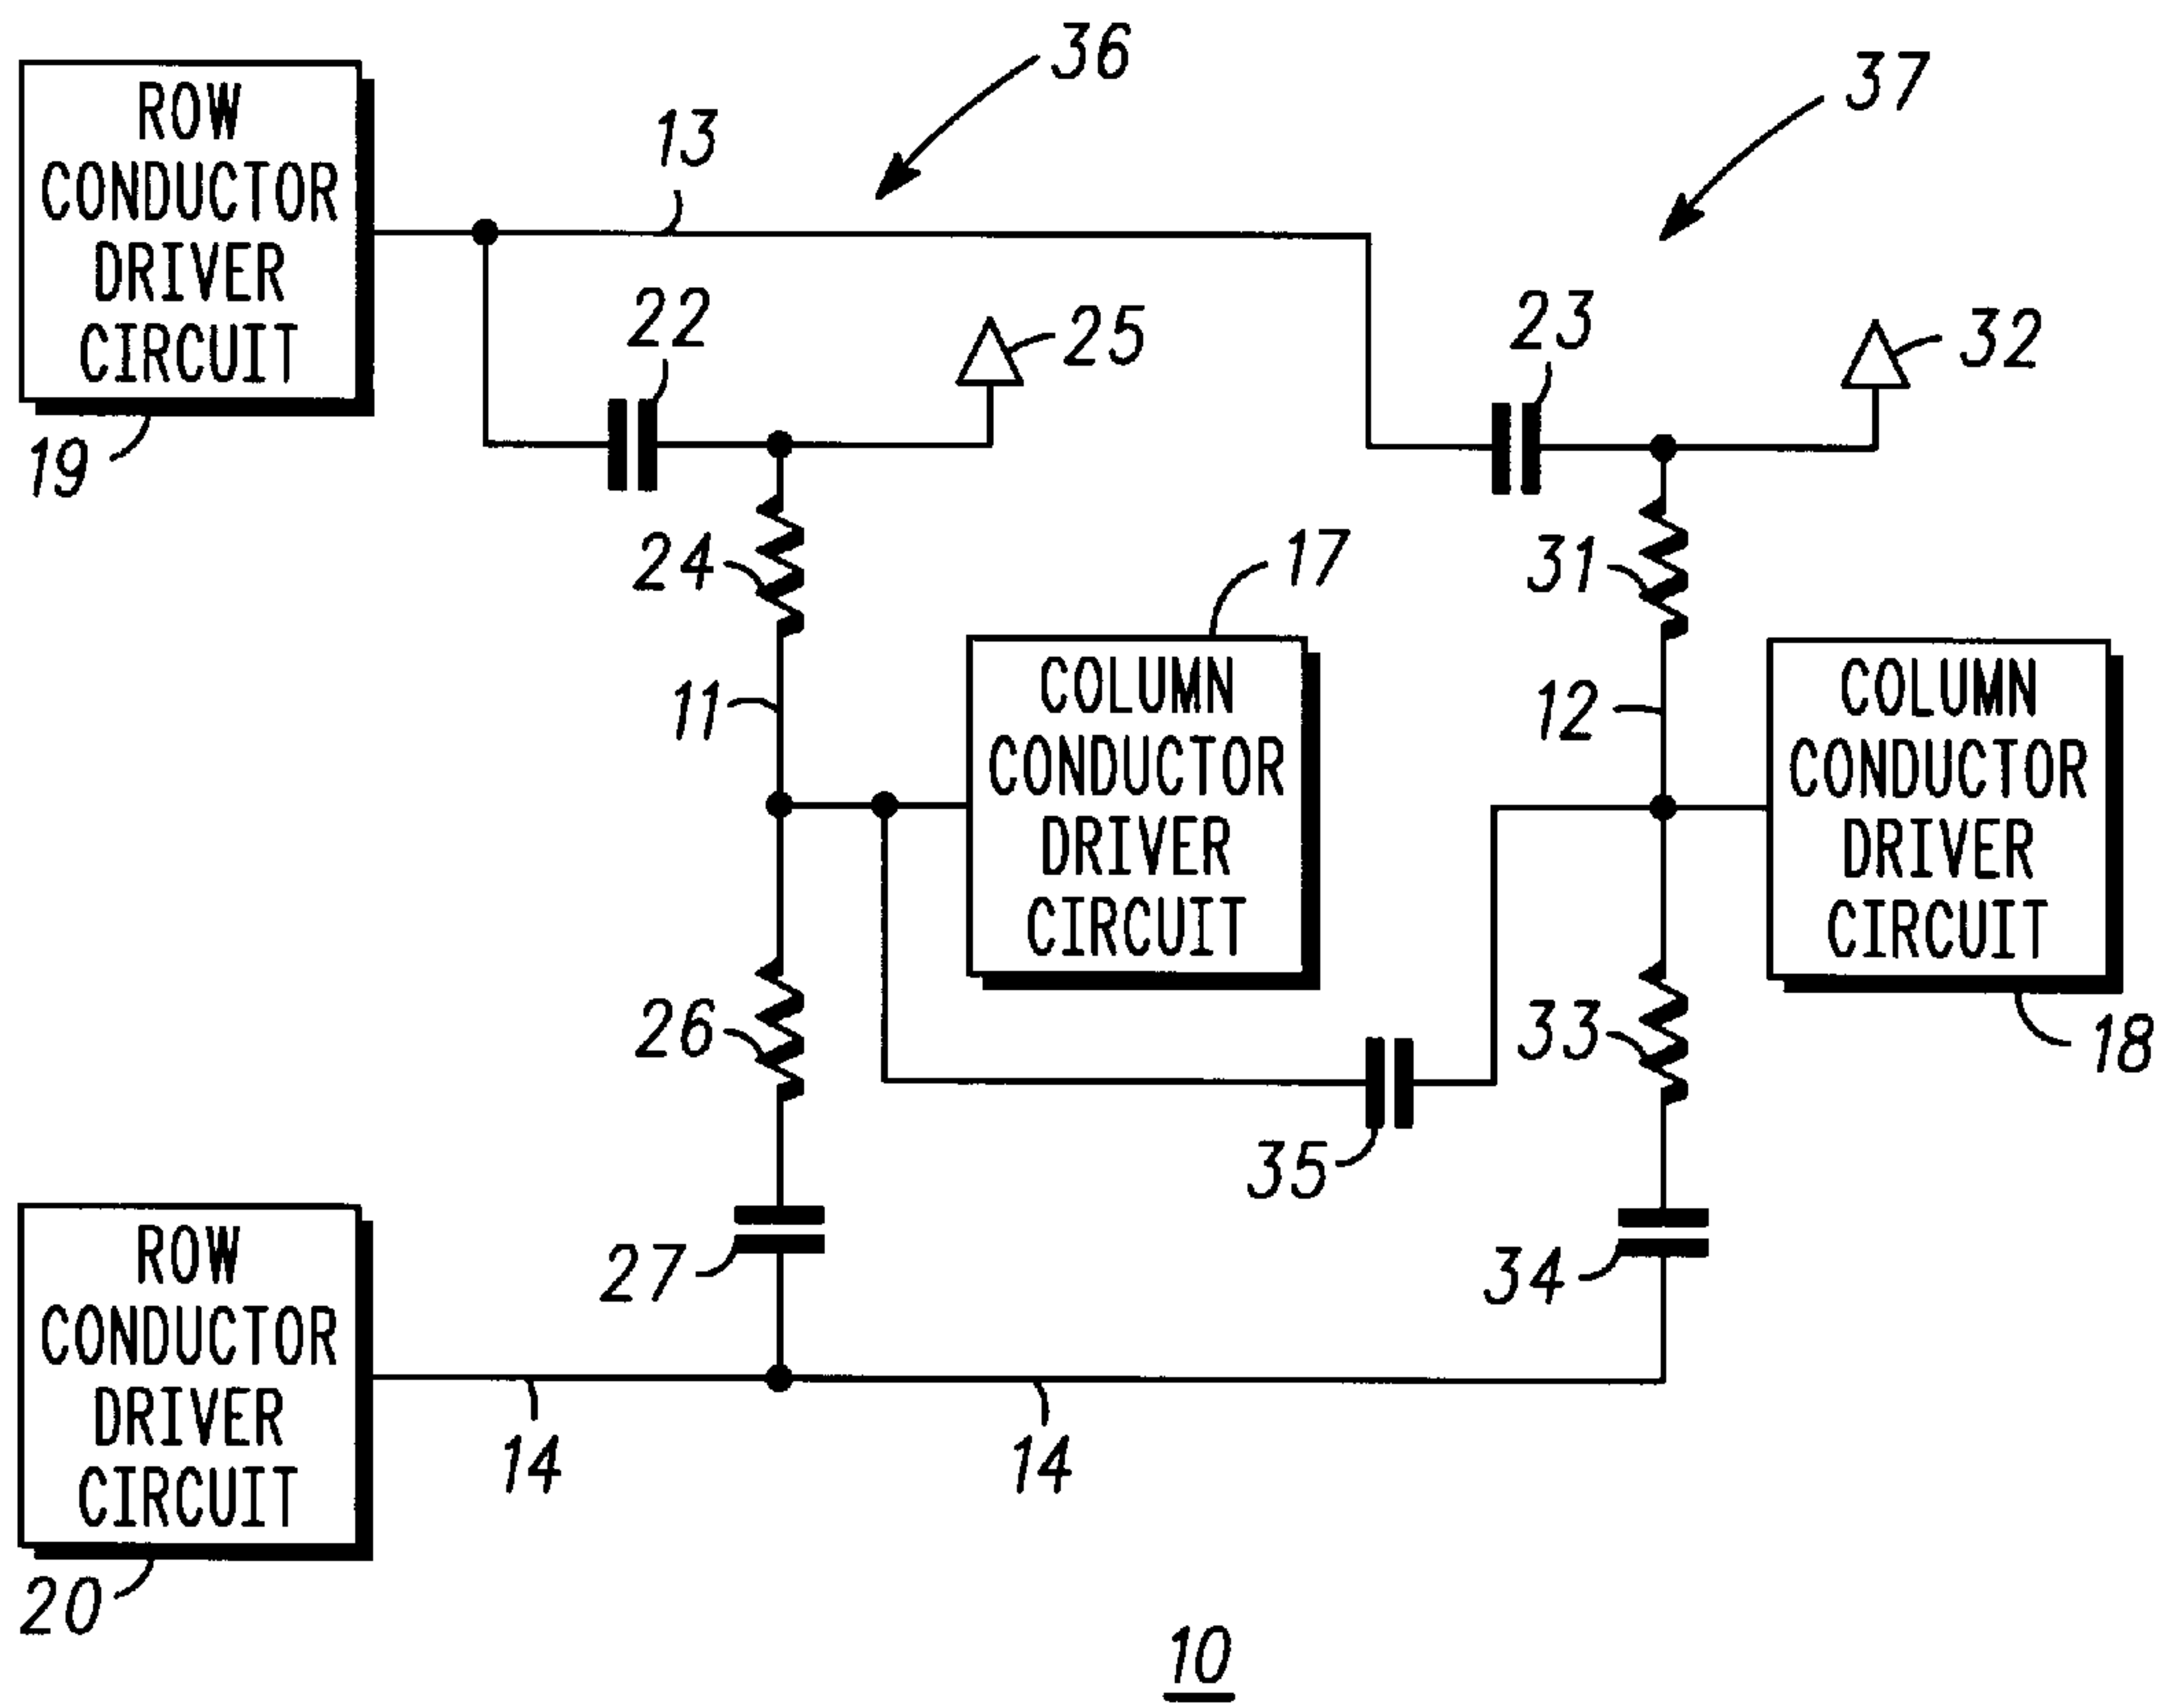 36
37
ROW
CONDUCTOR
DRIVER
CIRCUIT
13
22
25
23
32
19
24
17
31
11
COLUMN
CONDUCTOR
DRIVER
CIRCUIT
12
COLUMN
CONDUCTOR
DRIVER
CIRCUIT
26
33
18
35
27
34
ROW
CONDUCTOR
DRIVER
CIRCUIT
14
14
20
10